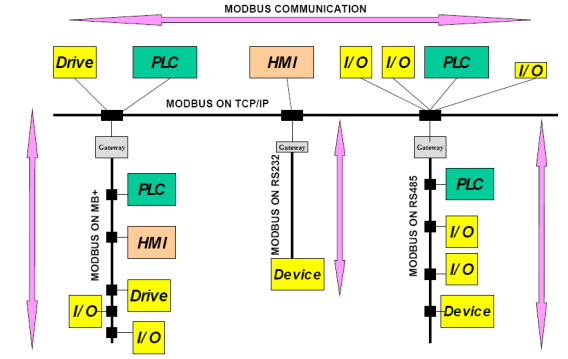 MODBUS COMMUNICATION
Drive
PLC
HMI
I/O
I/O
PLC
I/O
MODBUS ON TCP/IP
Gateway
Gateway
Gateway
MODBUS ON MB+
PLC
HMI
Drive
I/O
I/O
MODBUS ON RS232
Device
MODBUS ON RS485
PLC
I/O
I/O
Device